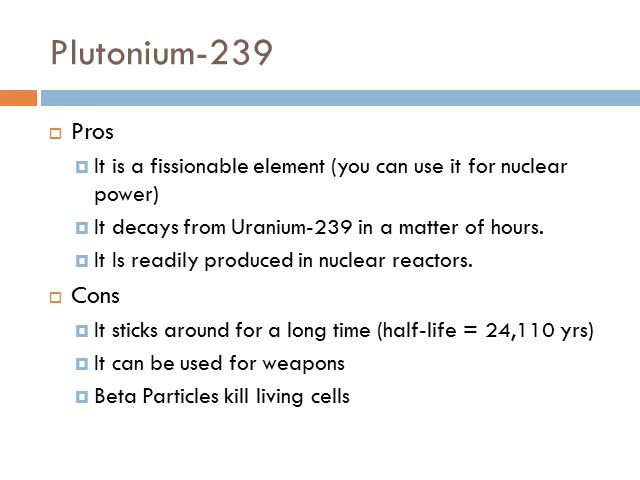 Plutonium-239
Pros
It is a fissionable element (you can use it for nuclear
power)
It decays from Uranium-239 in a matter of hours.
It Is readily produced in nuclear reactors.
Cons
It sticks around for a long time (half-life = 24,110 yrs)
It can be used for weapons
Beta Particles kill living cells